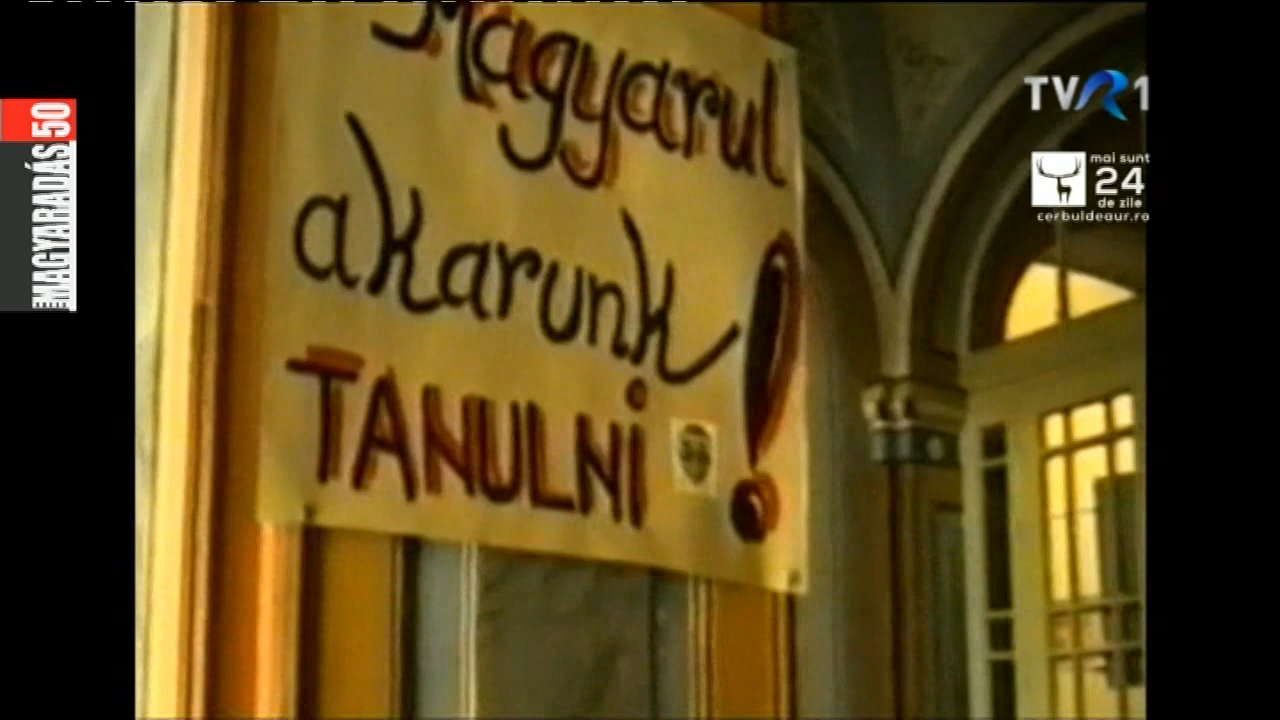 Magyarul
akarunk
TANULNI !
TVR1
mai sunt
24
de zile
cerbuldeaur.ro
MAGYARADÁS 50